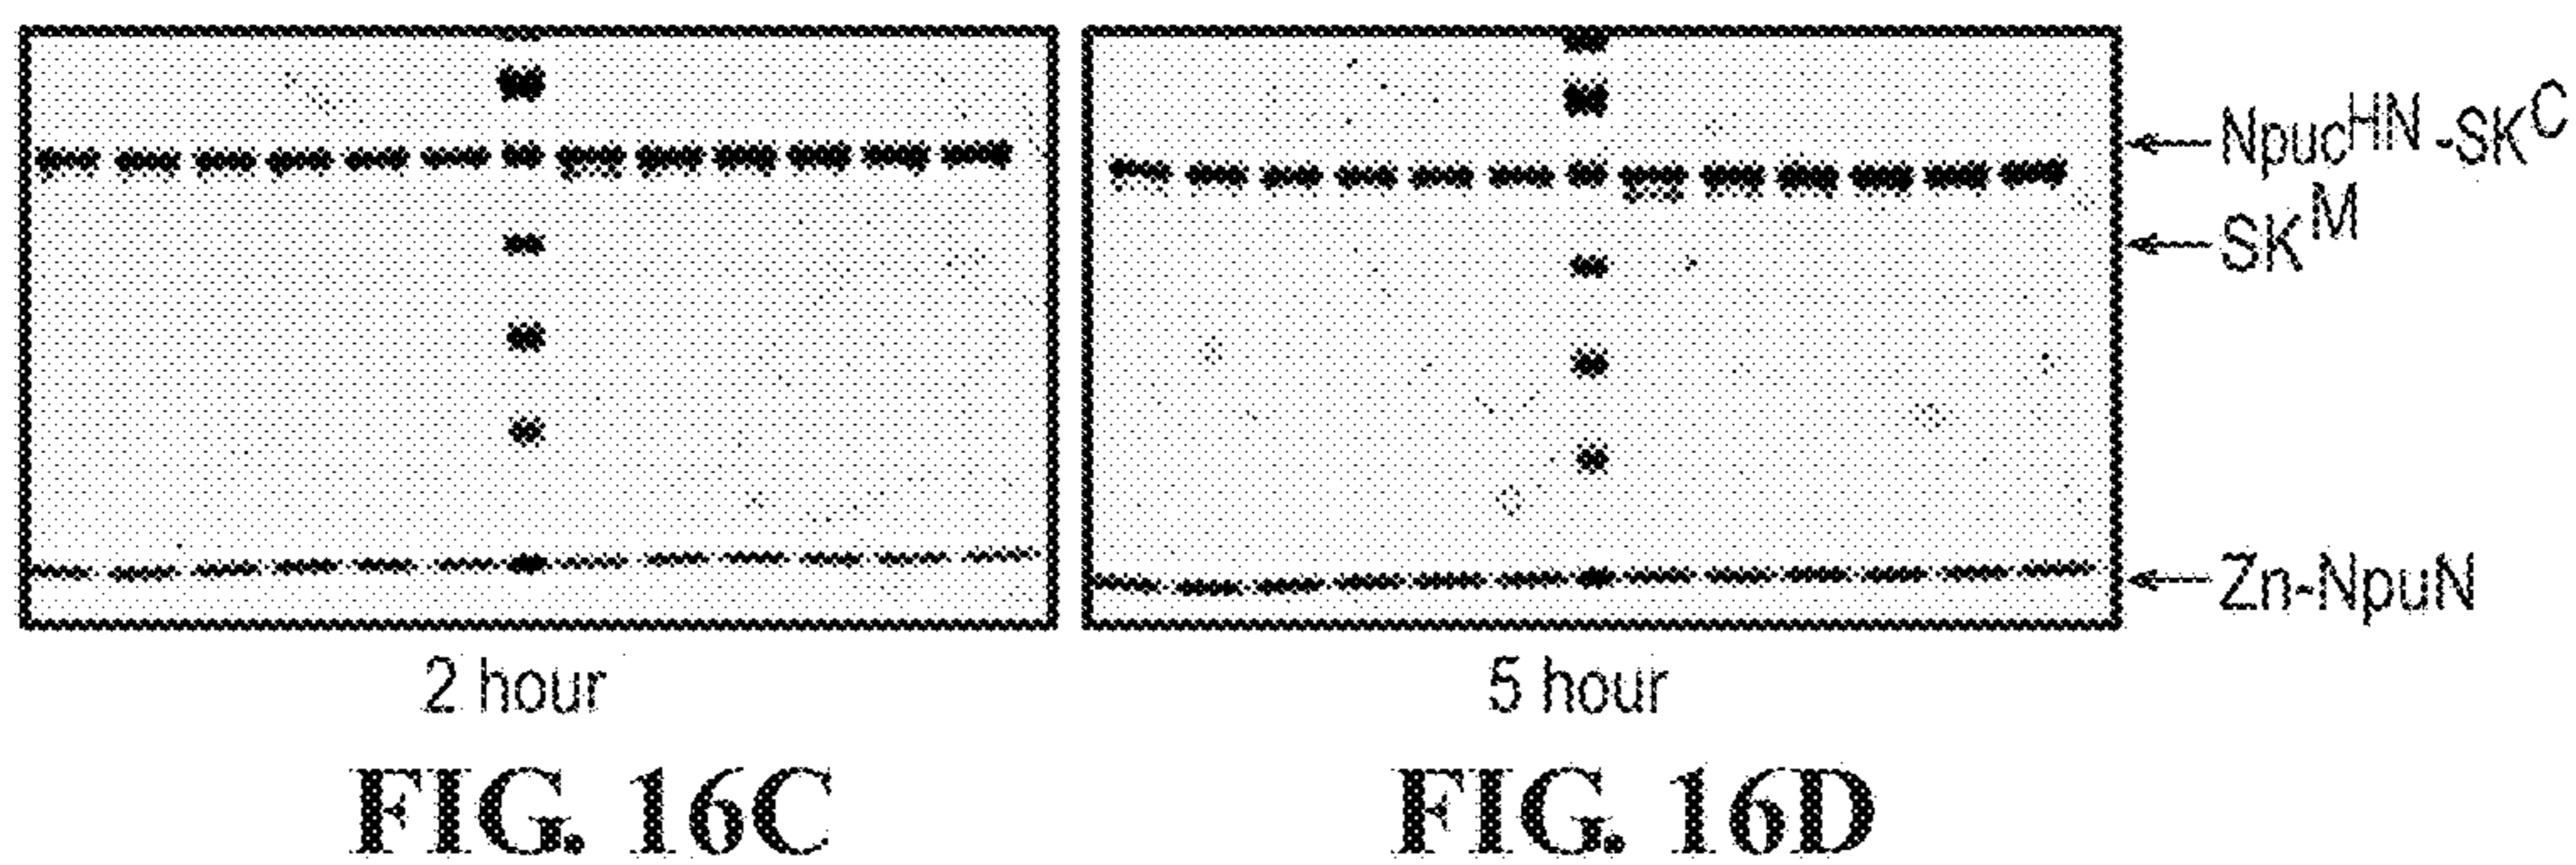 Npuc^HN-SK^C
SK^M
Zn-NpuN
2 hour
5 hour
FIG. 16C
FIG. 16D